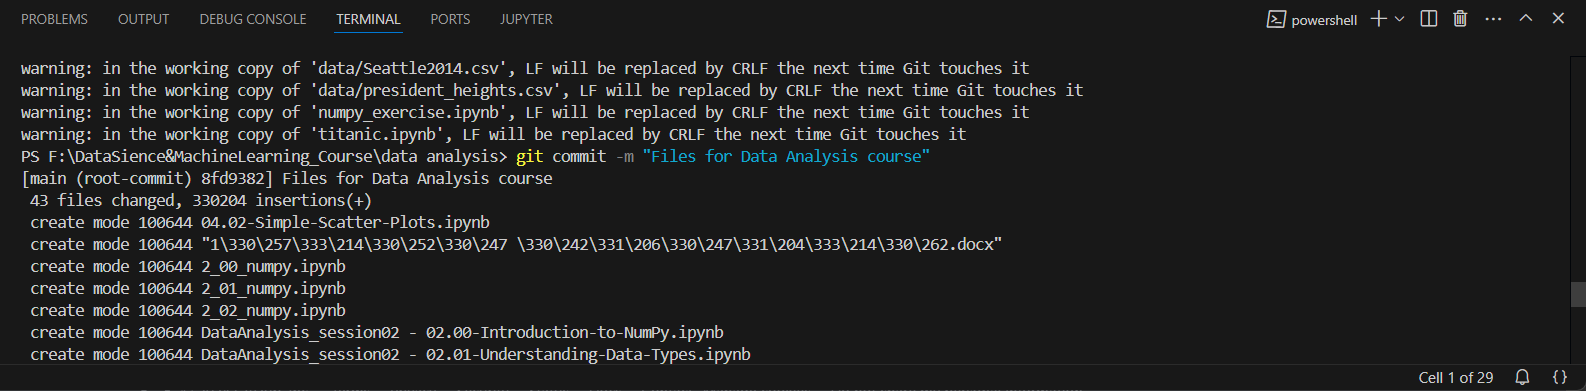 PROBLEMS OUTPUT DEBUG CONSOLE TERMINAL PORTS JUPYTER powershell
warning: in the working copy of 'data/Seattle2014.csv', LF will be replaced by CRLF the next time Git touches it
warning: in the working copy of 'data/president_heights.csv', LF will be replaced by CRLF the next time Git touches it
warning: in the working copy of 'numpy_exercise.ipynb', LF will be replaced by CRLF the next time Git touches it
warning: in the working copy of 'titanic.ipynb', LF will be replaced by CRLF the next time Git touches it
PS F:\DataSience&MachineLearning_Course\data analysis> git commit -m "Files for Data Analysis course"
[main (root-commit) 8fd9382] Files for Data Analysis course
43 files changed, 330204 insertions(+)
create mode 100644 04.02-Simple-Scatter-Plots.ipynb
create mode 100644 "1\330\257\333\214\330\252\330\247 \330\242\331\206\330\247\331\204\333\214\330\262.docx"
create mode 100644 2_00_numpy.ipynb
create mode 100644 2_01_numpy.ipynb
create mode 100644 2_02_numpy.ipynb
create mode 100644 DataAnalysis_session02 - 02.00-Introduction-to-NumPy.ipynb
create mode 100644 DataAnalysis_session02 - 02.01-Understanding-Data-Types.ipynb
Cell 1 of 29 {}